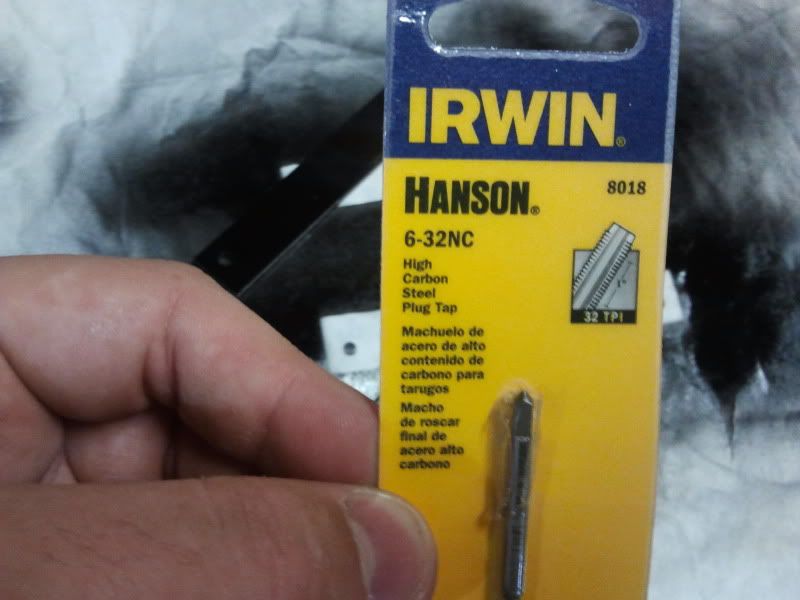 IRWIN®
HANSON® 8018
6-32NC
High
Carbon
Steel
Plug Tap
1"
32 TPI
Machuelo de
acero de alto
contenido de
carbono para
tarugos
Macho
de roscar
final de
acero alto
carbono